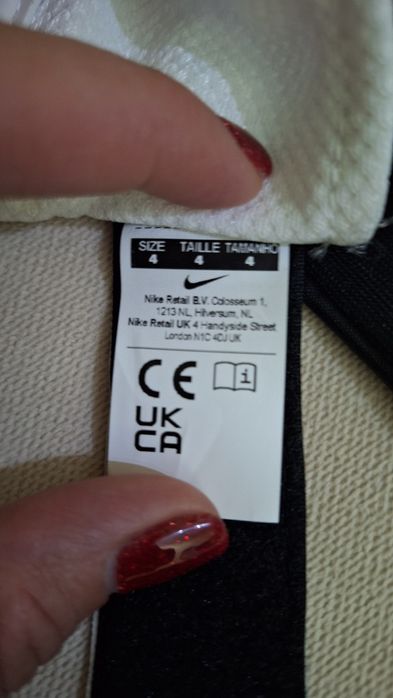 SIZE TAILLE TAMANHO
4 4 4
Nike Retail B.V. Colosseum 1,
1213 NL, Hilversum, NL
Nike Retail UK 4 Handyside Street
London N1C 4DJ UK
CE i
UK
CA